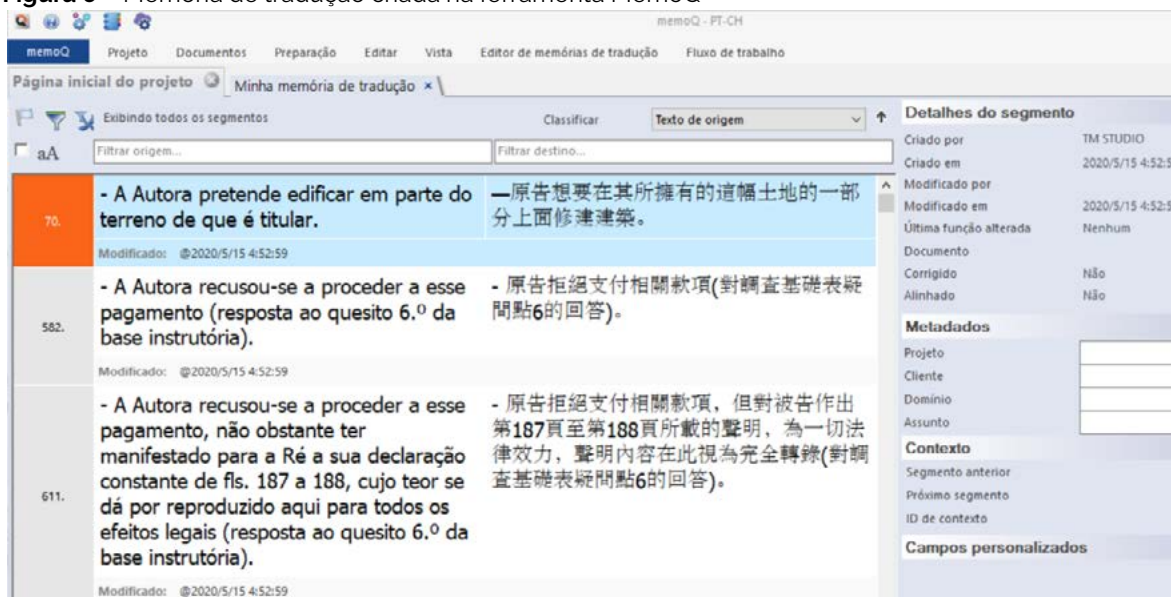 memoQ - PT-CH
memoQ Projeto Documentos Preparação Editar Vista Editor de memórias de tradução Fluxo de trabalho
Página inicial do projeto Minha memória de tradução ×
Exibindo todos os segmentos Classificar Texto de origem
aA Filtrar origem... Filtrar destino...
70.
- A Autora pretende edificar em parte do
terreno de que é titular.
—原告想要在其所擁有的這幅土地的一部
分上面修建建築。
Modificado: @2020/5/15 4:52:59
582.
- A Autora recusou-se a proceder a esse
pagamento (resposta ao quesito 6.º da
base instrutória).
- 原告拒絕支付相關款項(對調查基礎表疑
問點6的回答)。
Modificado: @2020/5/15 4:52:59
611.
- A Autora recusou-se a proceder a esse
pagamento, não obstante ter
manifestado para a Ré a sua declaração
constante de fls. 187 a 188, cujo teor se
dá por reproduzido aqui para todos os
efeitos legais (resposta ao quesito 6.º da
base instrutória).
- 原告拒絕支付相關款項，但對被告作出
第187頁至第188頁所載的聲明，為一切法
律效力，聲明內容在此視為完全轉錄(對調
查基礎表疑問點6的回答)。
Modificado: @2020/5/15 4:52:59
Detalhes do segmento
Criado por TM STUDIO
Criado em 2020/5/15 4:52:5
Modificado por
Modificado em 2020/5/15 4:52:5
Última função alterada Nenhum
Documento
Corrigido Não
Alinhado Não
Metadados
Projeto
Cliente
Domínio
Assunto
Contexto
Segmento anterior
Próximo segmento
ID de contexto
Campos personalizados